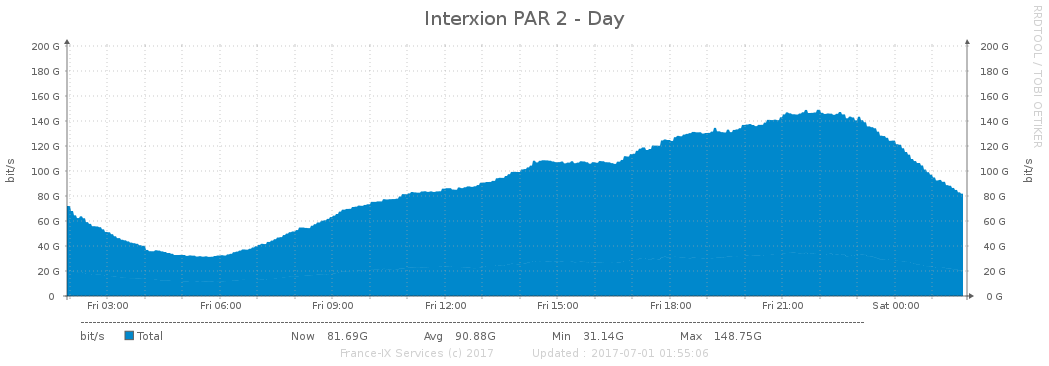 Interxion PAR 2 - Day
RRDTOOL / TOBI OETIKER
200 G 200 G
180 G 180 G
160 G 160 G
140 G 140 G
120 G 120 G
100 G 100 G
80 G 80 G
60 G 60 G
40 G 40 G
20 G 20 G
0 0 G
bit/s bit/s
Fri 03:00 Fri 06:00 Fri 09:00 Fri 12:00 Fri 15:00 Fri 18:00 Fri 21:00 Sat 00:00
bit/s Total Now 81.69G Avg 90.88G Min 31.14G Max 148.75G
France-IX Services (c) 2017 Updated : 2017-07-01 01:55:06